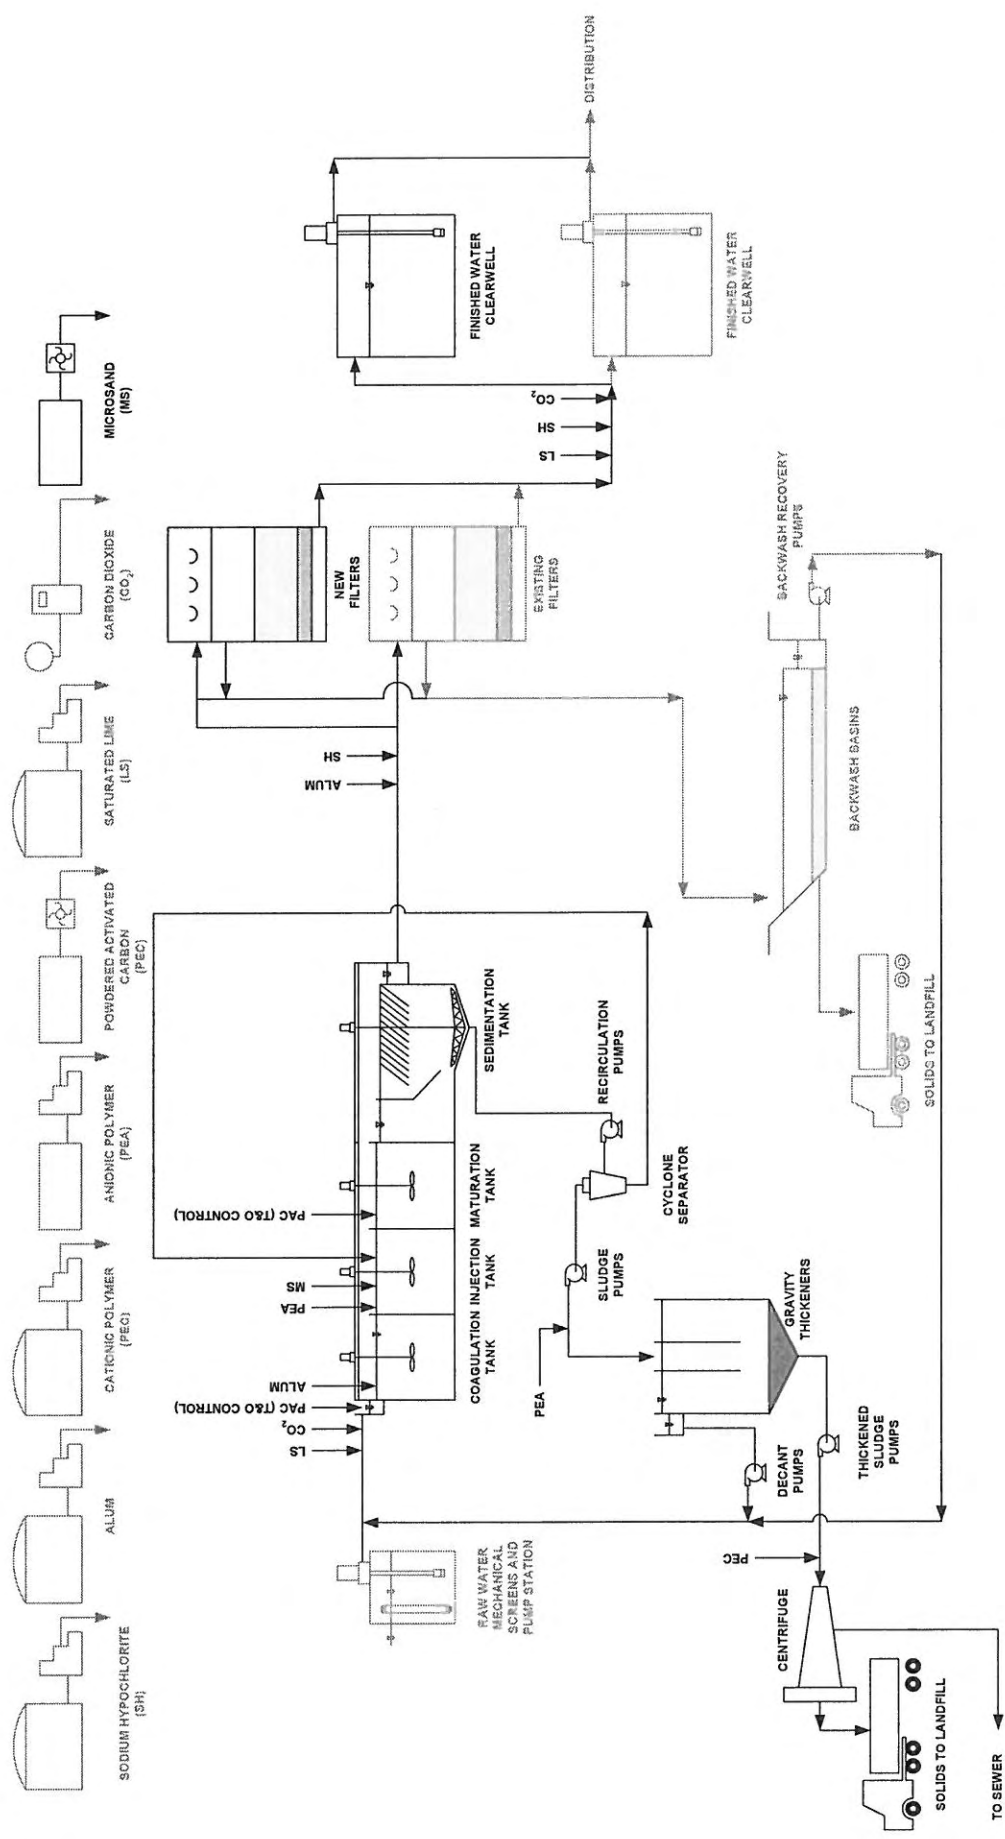 SODIUM HYPOCHLORITE
(SH)
ALUM
CATIONIC POLYMER
(PEC)
ANIONIC POLYMER
(PEA)
POWDERED ACTIVATED
CARBON
(PEC)
SATURATED LIME
(LS)
CARBON DIOXIDE
(CO₂)
MICROSAND
(MS)
RAW WATER
MECHANICAL
SCREENS AND
PUMP STATION
LS
CO₂
PAC (T&O CONTROL)
ALUM
PEA
MS
PAC (T&O CONTROL)
COAGULATION
TANK
INJECTION
TANK
MATURATION
TANK
SEDIMENTATION
TANK
ALUM
SH
NEW
FILTERS
EXISTING
FILTERS
LS
SH
CO₂
FINISHED WATER
CLEARWELL
FINISHED WATER
CLEARWELL
DISTRIBUTION
RECIRCULATION
PUMPS
CYCLONE
SEPARATOR
SLUDGE
PUMPS
PEA
GRAVITY
THICKENERS
DECANT
PUMPS
THICKENED
SLUDGE
PUMPS
PEC
CENTRIFUGE
SOLIDS TO LANDFILL
TO SEWER
BACKWASH RECOVERY
PUMPS
BACKWASH BASINS
SOLIDS TO LANDFILL